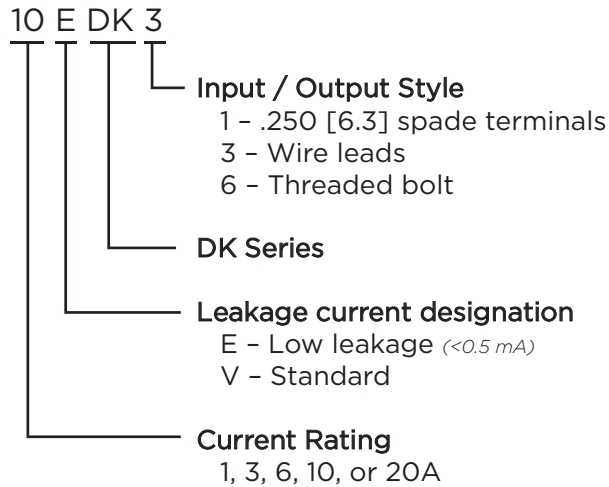 10 E DK 3
Input / Output Style
1 – .250 [6.3] spade terminals
3 – Wire leads
6 – Threaded bolt
DK Series
Leakage current designation
E – Low leakage (<0.5 mA)
V – Standard
Current Rating
1, 3, 6, 10, or 20A